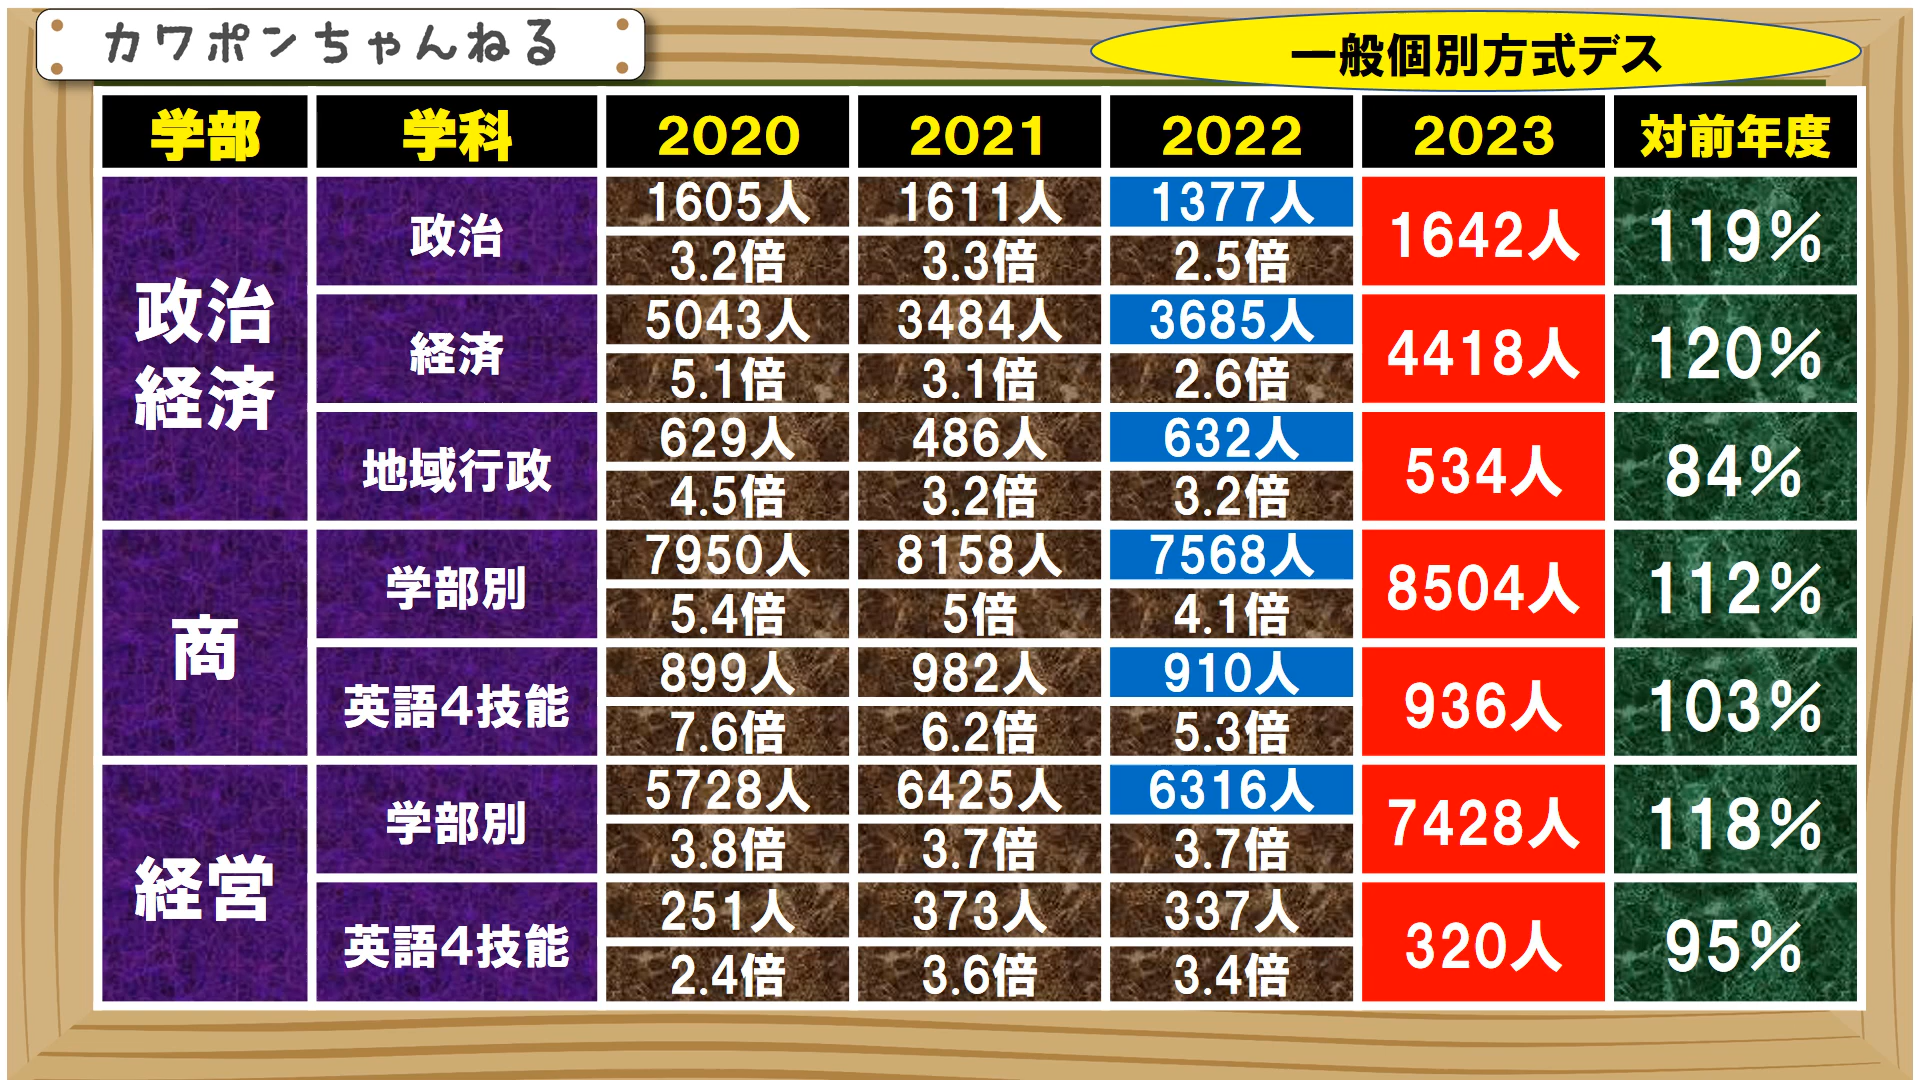 カワポンちゃんねる
一般個別方式デス
学部 学科 2020 2021 2022 2023 対前年度
政治
経済
政治 1605人 1611人 1377人 1642人 119%
3.2倍 3.3倍 2.5倍
経済 5043人 3484人 3685人 4418人 120%
5.1倍 3.1倍 2.6倍
地域行政 629人 486人 632人 534人 84%
4.5倍 3.2倍 3.2倍
商
学部別 7950人 8158人 7568人 8504人 112%
5.4倍 5倍 4.1倍
英語4技能 899人 982人 910人 936人 103%
7.6倍 6.2倍 5.3倍
経営
学部別 5728人 6425人 6316人 7428人 118%
3.8倍 3.7倍 3.7倍
英語4技能 251人 373人 337人 320人 95%
2.4倍 3.6倍 3.4倍